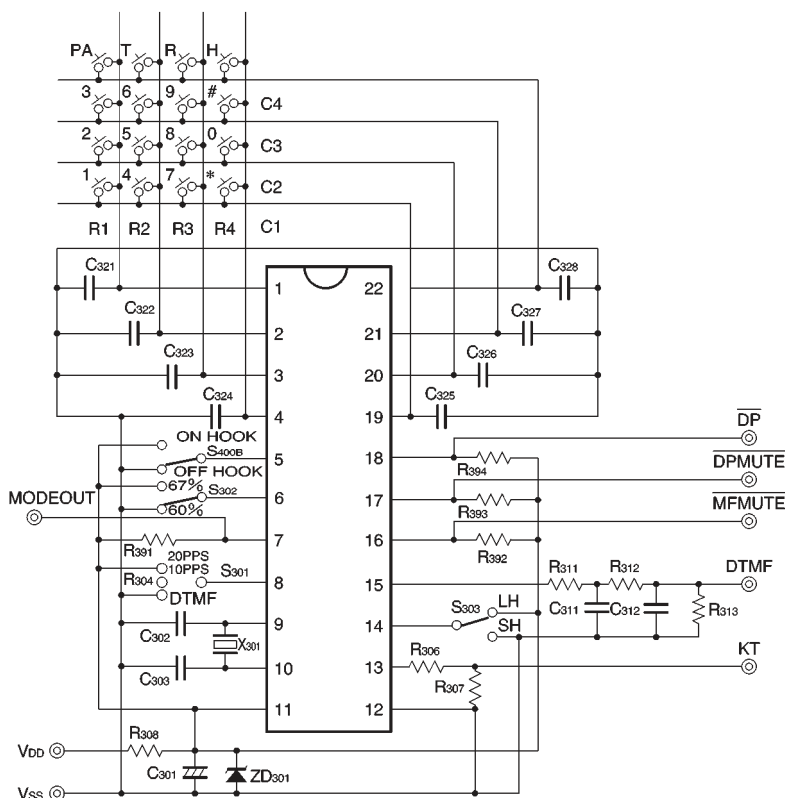 PA T R H
3 6 9 # C4
2 5 8 0 C3
1 4 7 * C2
R1 R2 R3 R4 C1
C321
C328
1 22
C322
C327
2 21
C323
C326
3 20
C324
C325
4 19
ON HOOK
S400B
DP
5 18
OFF HOOK
R394
DPMUTE
67%
S302
MODEOUT
6 17
60%
R393
MFMUTE
7 16
R391
R392
20PPS
10PPS
R304
S301
8 15
R311 R312
DTMF
DTMF
S303
LH
C311
C312
R313
9 14
C302
X301
SH
KT
10 13
R306
C303
R307
11 12
R308
VDD
C301
ZD301
VSS